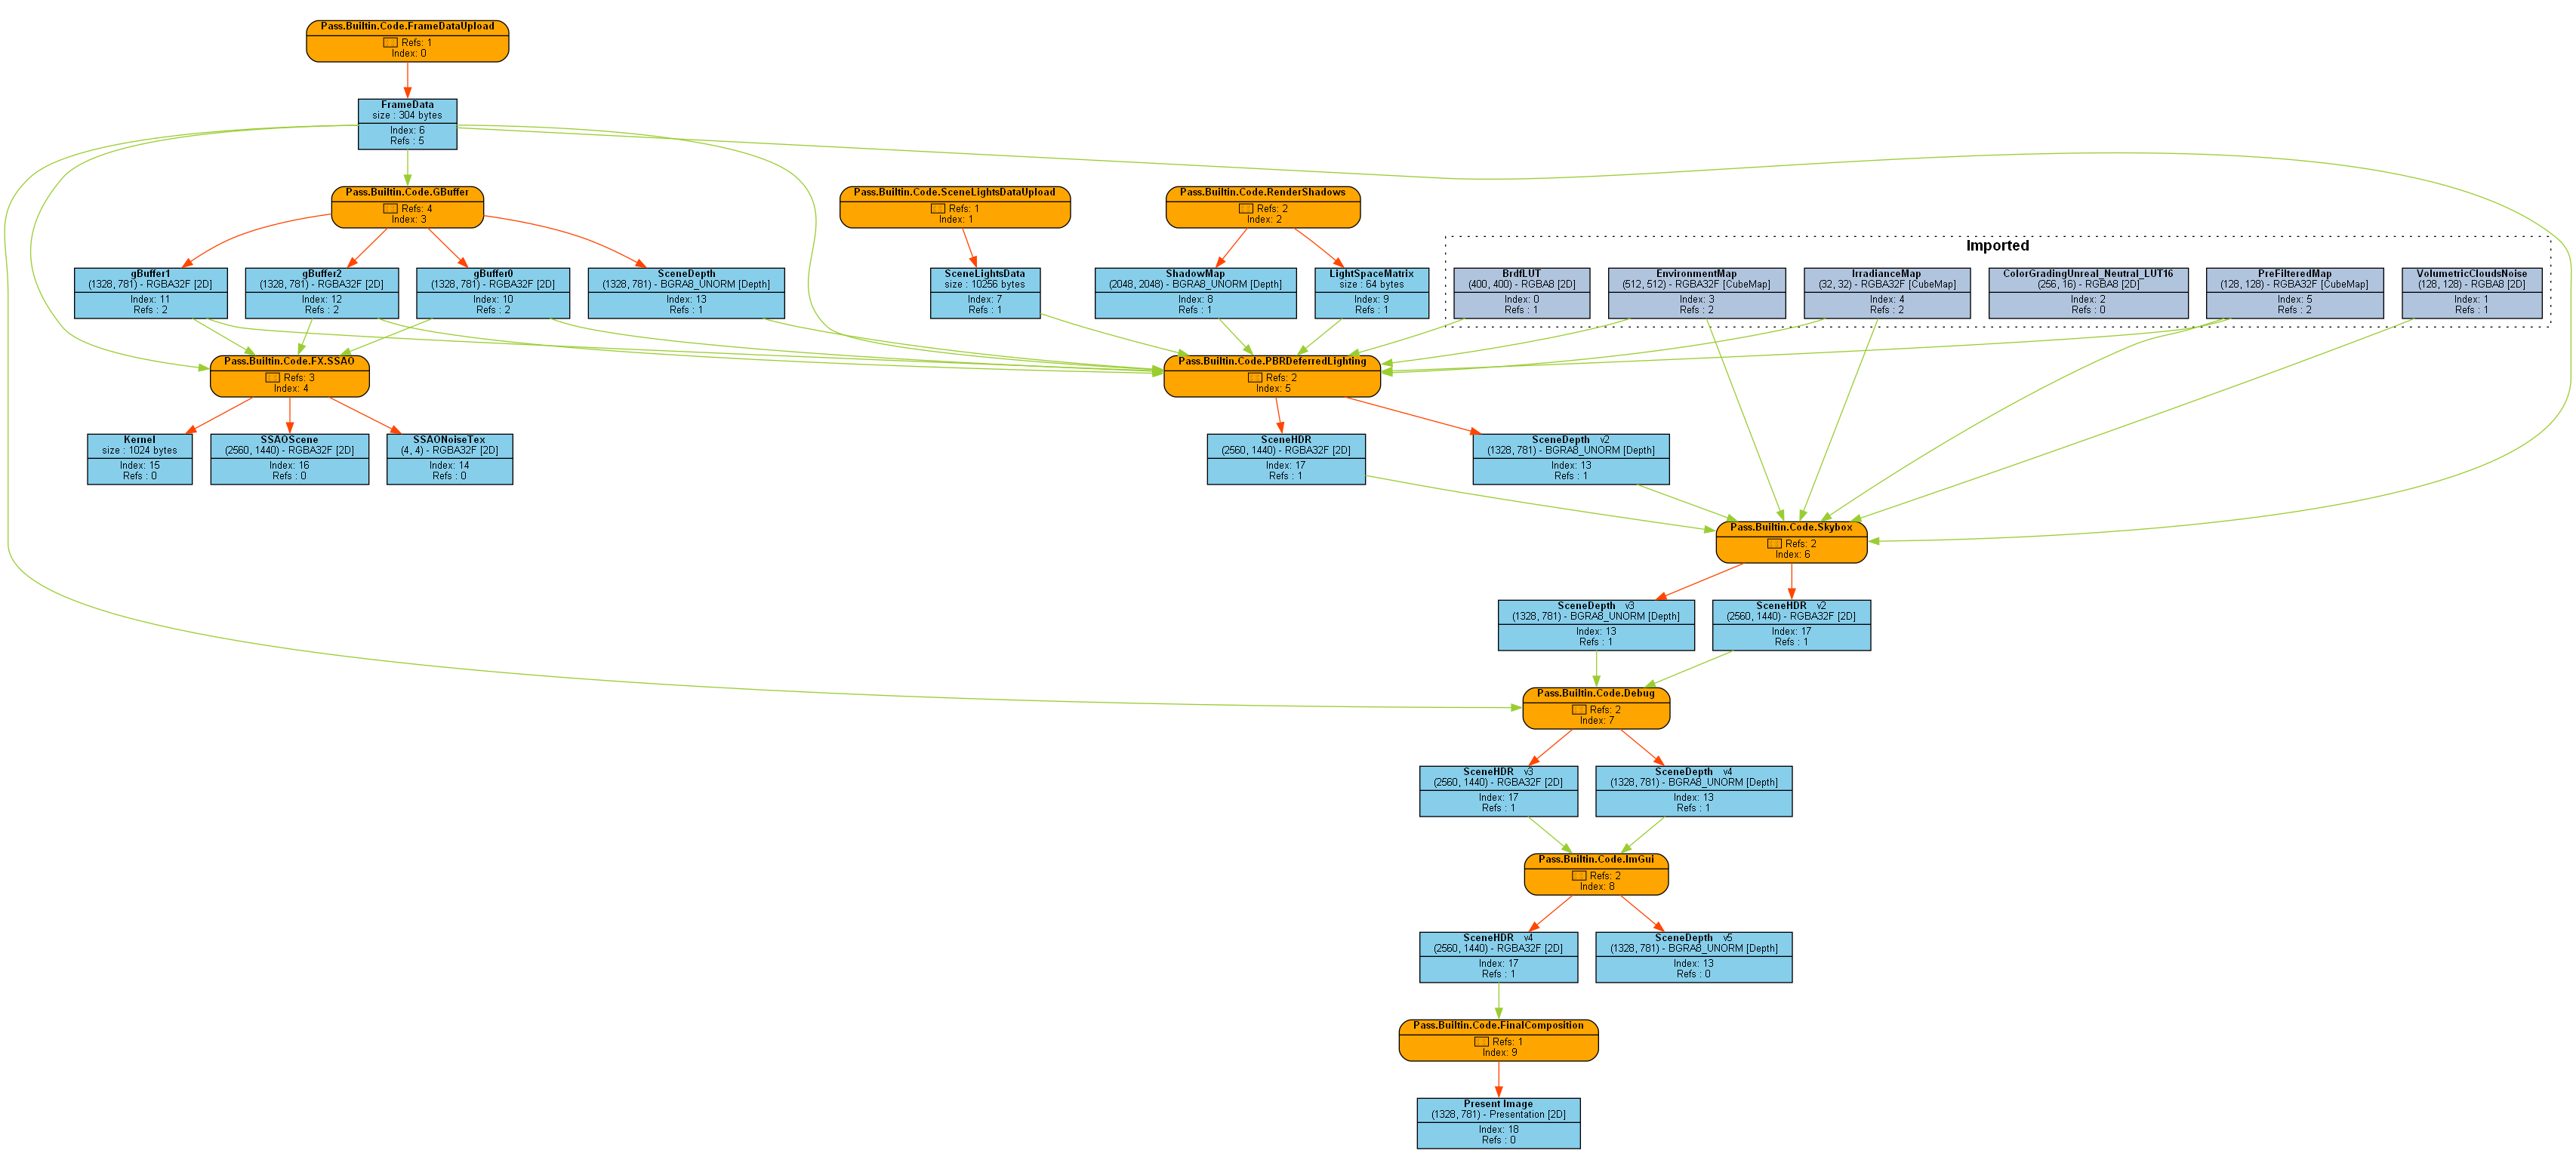 Pass.Builtin.Code.FrameDataUpload
Refs: 1
Index: 0
FrameData
size : 304 bytes
Index: 6
Refs : 5
Pass.Builtin.Code.GBuffer
Refs: 4
Index: 3
Pass.Builtin.Code.SceneLightsDataUpload
Refs: 1
Index: 1
Pass.Builtin.Code.RenderShadows
Refs: 2
Index: 2
Imported
gBuffer1
(1328, 781) - RGBA32F [2D]
Index: 11
Refs : 2
gBuffer2
(1328, 781) - RGBA32F [2D]
Index: 12
Refs : 2
gBuffer0
(1328, 781) - RGBA32F [2D]
Index: 10
Refs : 2
SceneDepth
(1328, 781) - BGRA8_UNORM [Depth]
Index: 13
Refs : 1
SceneLightsData
size : 10256 bytes
Index: 7
Refs : 1
ShadowMap
(2048, 2048) - BGRA8_UNORM [Depth]
Index: 8
Refs : 1
LightSpaceMatrix
size : 64 bytes
Index: 9
Refs : 1
BrdfLUT
(400, 400) - RGBA8 [2D]
Index: 0
Refs : 1
EnvironmentMap
(512, 512) - RGBA32F [CubeMap]
Index: 3
Refs : 2
IrradianceMap
(32, 32) - RGBA32F [CubeMap]
Index: 4
Refs : 2
ColorGradingUnreal_Neutral_LUT16
(256, 16) - RGBA8 [2D]
Index: 2
Refs : 0
PreFilteredMap
(128, 128) - RGBA32F [CubeMap]
Index: 5
Refs : 2
VolumetricCloudsNoise
(128, 128) - RGBA8 [2D]
Index: 1
Refs : 1
Pass.Builtin.Code.FX.SSAO
Refs: 3
Index: 4
Pass.Builtin.Code.PBRDeferredLighting
Refs: 2
Index: 5
Kernel
size : 1024 bytes
Index: 15
Refs : 0
SSAOScene
(2560, 1440) - RGBA32F [2D]
Index: 16
Refs : 0
SSAONoiseTex
(4, 4) - RGBA32F [2D]
Index: 14
Refs : 0
SceneHDR
(2560, 1440) - RGBA32F [2D]
Index: 17
Refs : 1
SceneDepth v2
(1328, 781) - BGRA8_UNORM [Depth]
Index: 13
Refs : 1
Pass.Builtin.Code.Skybox
Refs: 2
Index: 6
SceneDepth v3
(1328, 781) - BGRA8_UNORM [Depth]
Index: 13
Refs : 1
SceneHDR v2
(2560, 1440) - RGBA32F [2D]
Index: 17
Refs : 1
Pass.Builtin.Code.Debug
Refs: 2
Index: 7
SceneHDR v3
(2560, 1440) - RGBA32F [2D]
Index: 17
Refs : 1
SceneDepth v4
(1328, 781) - BGRA8_UNORM [Depth]
Index: 13
Refs : 1
Pass.Builtin.Code.ImGui
Refs: 2
Index: 8
SceneHDR v4
(2560, 1440) - RGBA32F [2D]
Index: 17
Refs : 1
SceneDepth v5
(1328, 781) - BGRA8_UNORM [Depth]
Index: 13
Refs : 0
Pass.Builtin.Code.FinalComposition
Refs: 1
Index: 9
Present Image
(1328, 781) - Presentation [2D]
Index: 18
Refs : 0